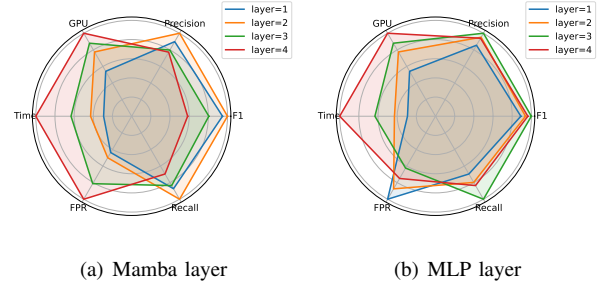 GPU
Precision
Time
F1
FPR
Recall
layer=1
layer=2
layer=3
layer=4
GPU
Precision
Time
F1
FPR
Recall
layer=1
layer=2
layer=3
layer=4
(a) Mamba layer
(b) MLP layer